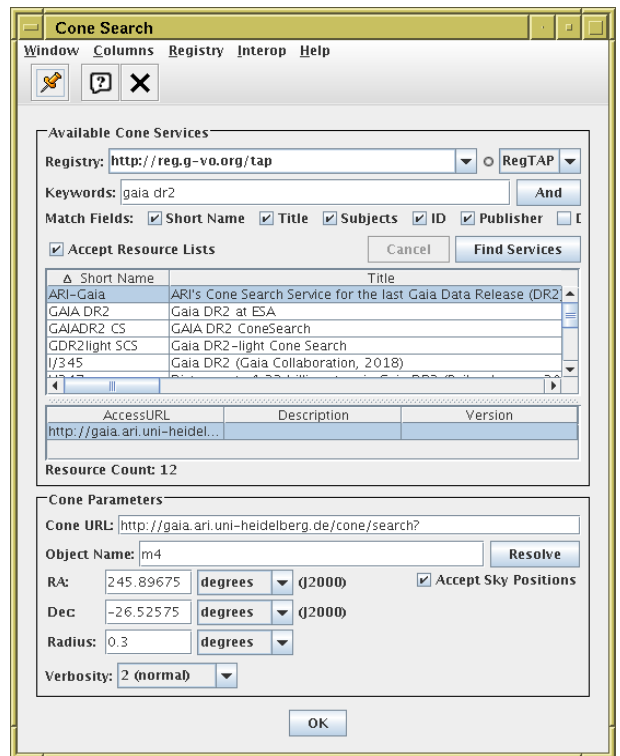 Cone Search
Window Columns Registry Interop Help
Available Cone Services
Registry: http://reg.g-vo.org/tap RegTAP
Keywords: gaia dr2 And
Match Fields: Short Name Title Subjects ID Publisher
Accept Resource Lists Cancel Find Services
Short Name Title
ARI-Gaia ARI's Cone Search Service for the last Gaia Data Release (DR2)
GAIA DR2 Gaia DR2 at ESA
GAIADR2 CS GAIA DR2 ConeSearch
GDR2light SCS Gaia DR2-light Cone Search
I/345 Gaia DR2 (Gaia Collaboration, 2018)
AccessURL Description Version
http://gaia.ari.uni-heidel...
Resource Count: 12
Cone Parameters
Cone URL: http://gaia.ari.uni-heidelberg.de/cone/search?
Object Name: m4 Resolve
RA: 245.89675 degrees (J2000) Accept Sky Positions
Dec: -26.52575 degrees (J2000)
Radius: 0.3 degrees
Verbosity: 2 (normal)
OK